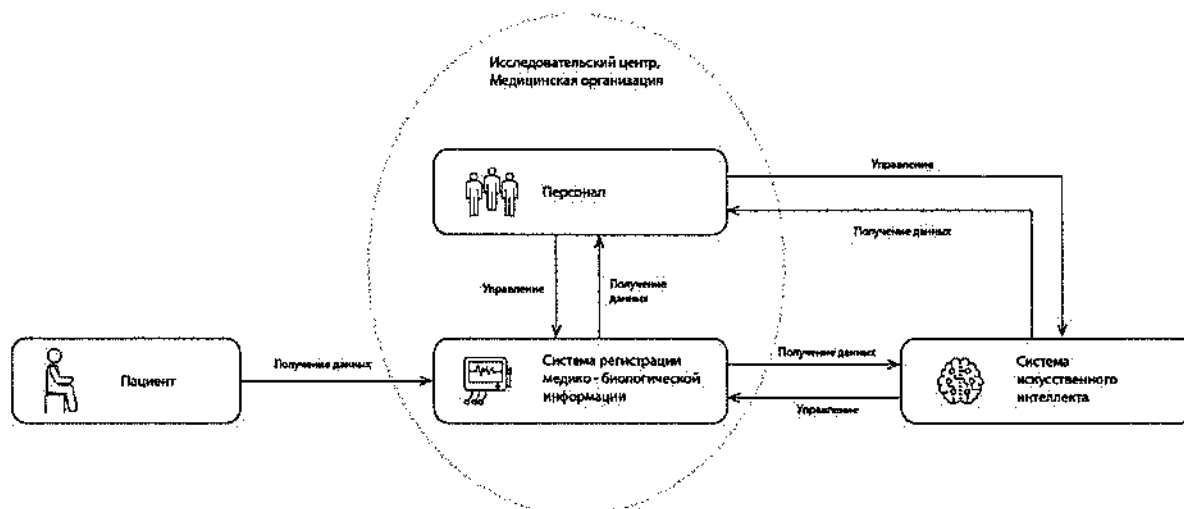 Исследовательский центр,
Медицинская организация
Персонал
Управление
Получение данных
Управление
Получение
данных
Пациент
Получение данных
Система регистрации
медико - биологической
информации
Получение данных
Управление
Система
искусственного
интеллекта